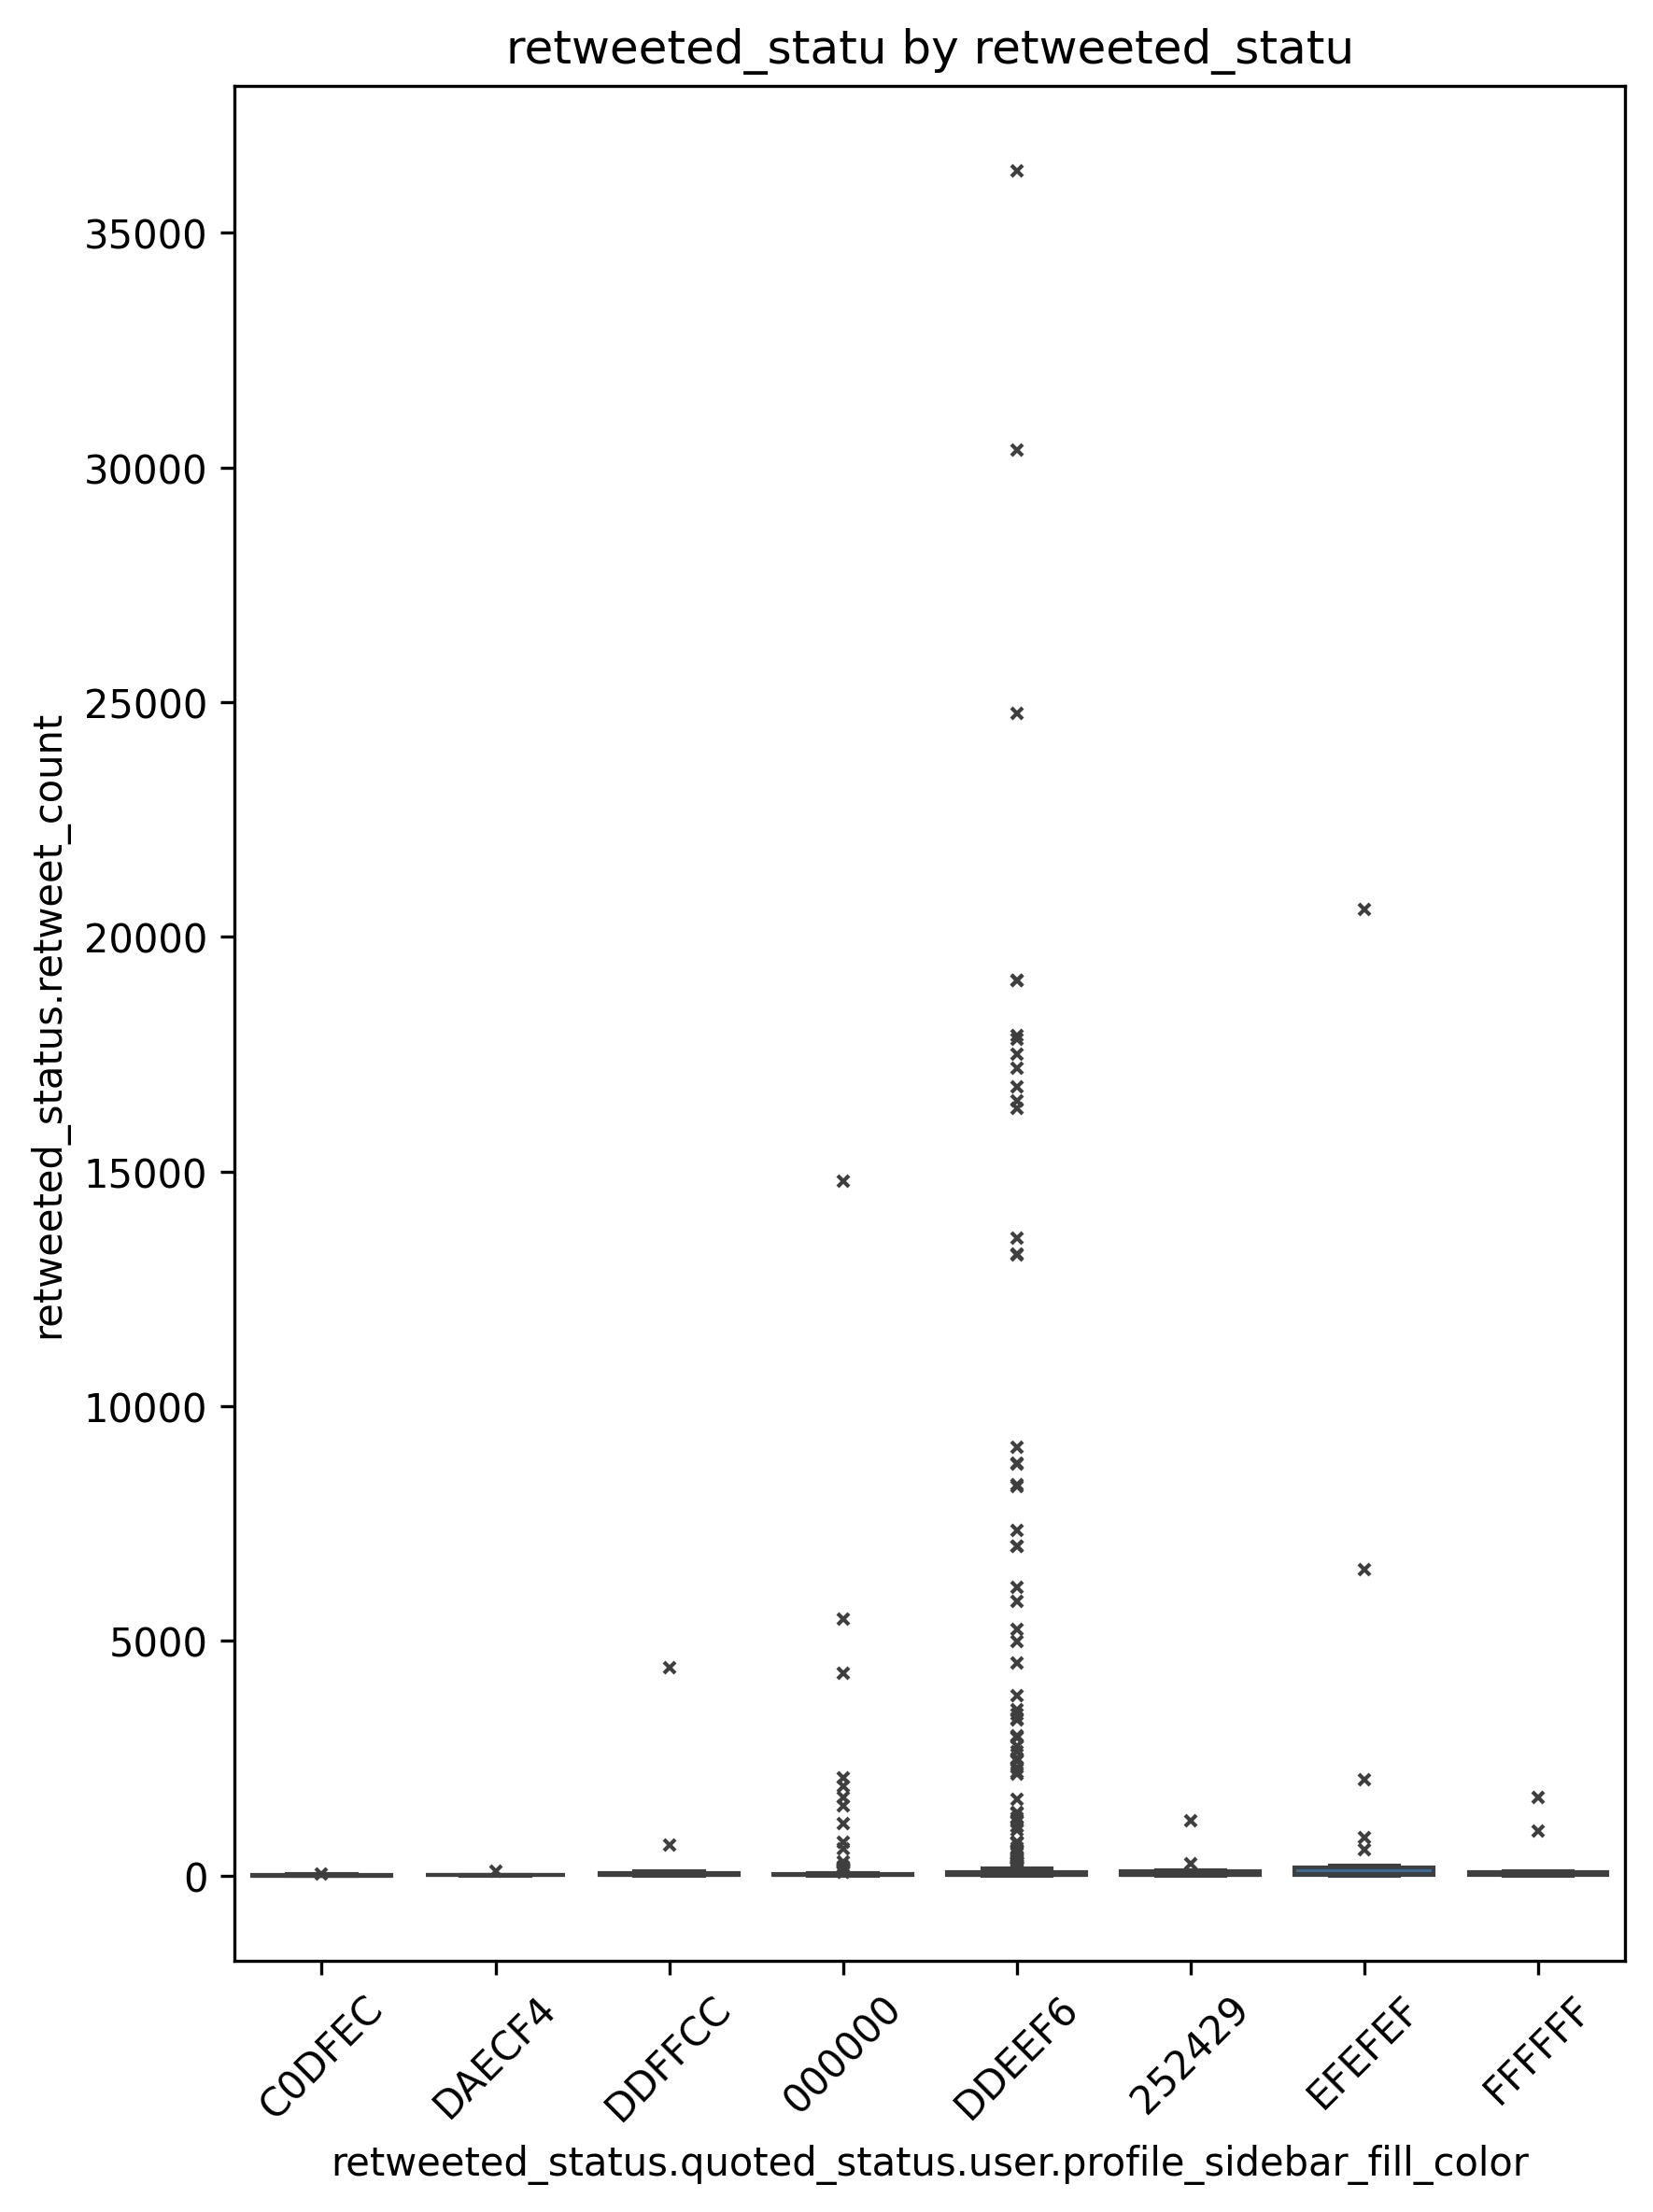 retweeted_statu by retweeted_statu
retweeted_status.retweet_count
35000
30000
25000
20000
15000
10000
5000
0
C0DFEC
DAECF4
DDFFCC
000000
DDEEF6
252429
EFEFEF
FFFFFF
retweeted_status.quoted_status.user.profile_sidebar_fill_color